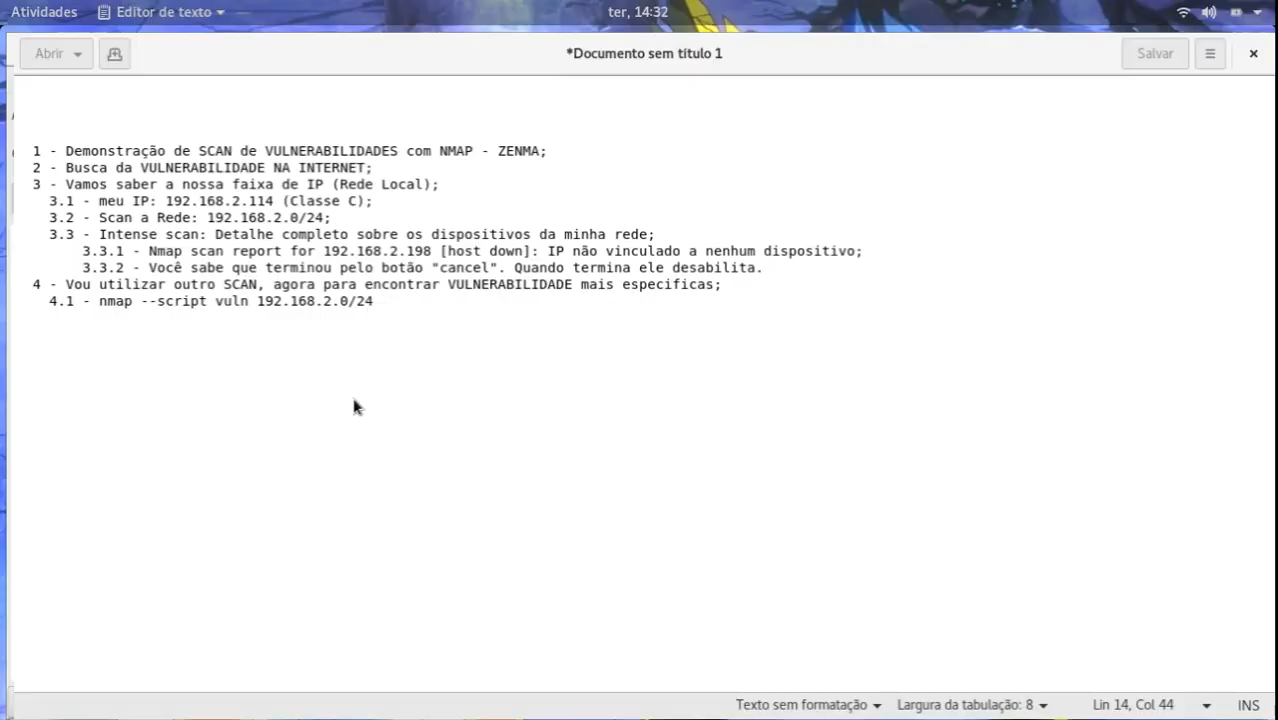 Atividades Editor de texto ter, 14:32
Abrir *Documento sem título 1 Salvar
1 - Demonstração de SCAN de VULNERABILIDADES com NMAP - ZENMA;
2 - Busca da VULNERABILIDADE NA INTERNET;
3 - Vamos saber a nossa faixa de IP (Rede Local);
3.1 - meu IP: 192.168.2.114 (Classe C);
3.2 - Scan a Rede: 192.168.2.0/24;
3.3 - Intense scan: Detalhe completo sobre os dispositivos da minha rede;
3.3.1 - Nmap scan report for 192.168.2.198 [host down]: IP não vinculado a nenhum dispositivo;
3.3.2 - Você sabe que terminou pelo botão "cancel". Quando termina ele desabilita.
4 - Vou utilizar outro SCAN, agora para encontrar VULNERABILIDADE mais especificas;
4.1 - nmap --script vuln 192.168.2.0/24
Texto sem formatação Largura da tabulação: 8 Lin 14, Col 44 INS